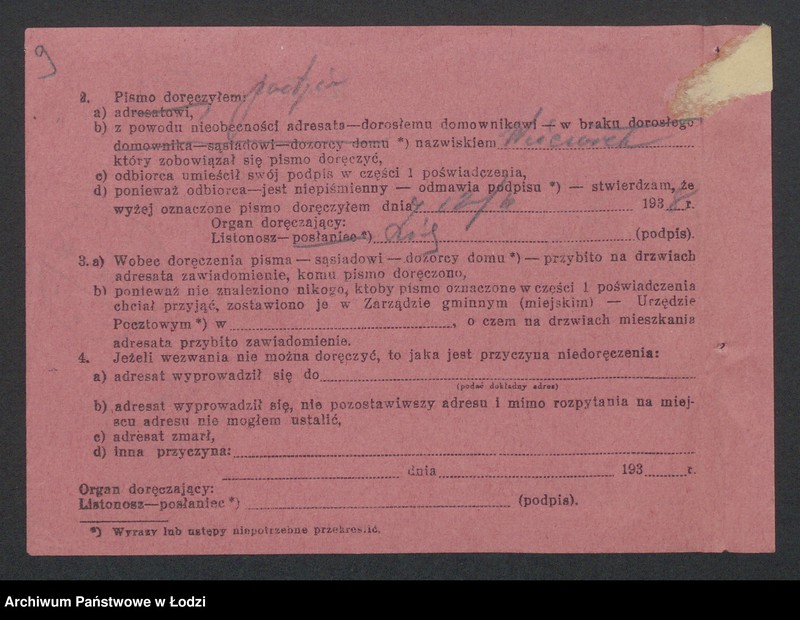 9
2. Pismo doręczyłem:
a) adresatowi,
b) z powodu nieobecności adresata—dorosłemu domownikowi — w braku dorosłego
domownika—sąsiadowi—dozorcy domu *) nazwiskiem
który zobowiązał się pismo doręczyć,
c) odbiorca umieścił swój podpis w części 1 poświadczenia,
d) ponieważ odbiorca—jest niepiśmienny — odmawia podpisu *) — stwierdzam, że
wyżej oznaczone pismo doręczyłem dnia 193 8 r.
Organ doręczający:
Listonosz—posłaniec *) (podpis).
3. a) Wobec doręczenia pisma—sąsiadowi—dozorcy domu *) — przybito na drzwiach
adresata zawiadomienie, komu pismo doręczono,
b) ponieważ nie znaleziono nikogo, ktoby pismo oznaczone w części 1 poświadczenia
chciał przyjąć, zostawiono je w Zarządzie gminnym (miejskim) — Urzędzie
Pocztowym *) w , o czem na drzwiach mieszkania
adresata przybito zawiadomienie.
4. Jeżeli wezwania nie można doręczyć, to jaka jest przyczyna niedoręczenia:
a) adresat wyprowadził się do
(podać dokładny adres)
b) adresat wyprowadził się, nie pozostawiwszy adresu i mimo rozpytania na miej-
scu adresu nie mogłem ustalić,
c) adresat zmarł,
d) inna przyczyna:
dnia 193 r.
Organ doręczający:
Listonosz—posłaniec *) (podpis).
*) Wyrazy lub ustępy niepotrzebne przekreślić.
Archiwum Państwowe w Łodzi